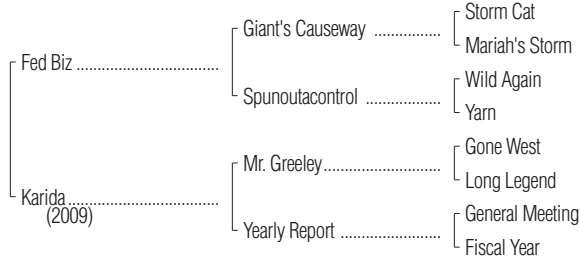 Storm Cat
Giant's Causeway ................
Mariah's Storm
Fed Biz ...................................
Wild Again
Spunoutacontrol ..................
Yarn
Gone West
Mr. Greeley............................
Long Legend
Karida.....................................
(2009)
General Meeting
Yearly Report ........................
Fiscal Year